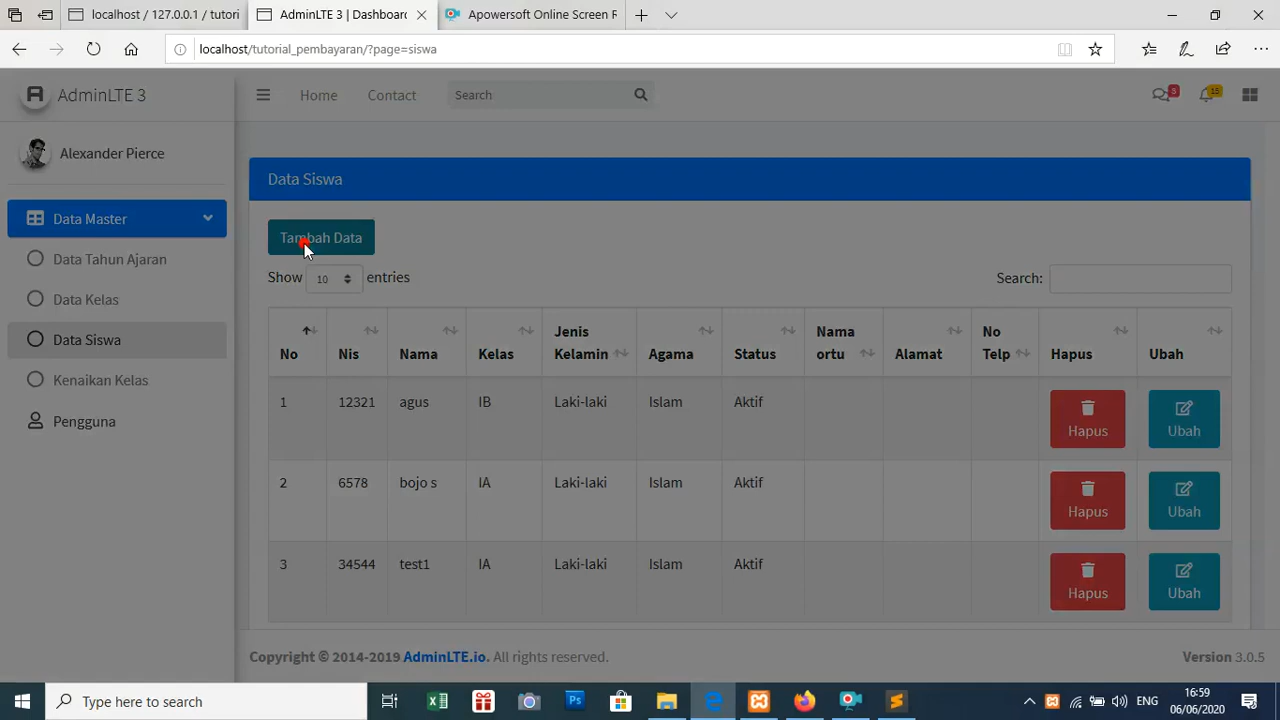 localhost / 127.0.0.1 / tutori
AdminLTE 3 | Dashboard
Apowersoft Online Screen R
localhost/tutorial_pembayaran/?page=siswa
AdminLTE 3
Home
Contact
Search
3
15
Alexander Pierce
Data Master
Data Tahun Ajaran
Data Kelas
Data Siswa
Kenaikan Kelas
Pengguna
Data Siswa
Tambah Data
Show 10 entries
Search:
No Nis Nama Kelas Jenis Kelamin Agama Status Nama ortu Alamat No Telp Hapus Ubah
1 12321 agus IB Laki-laki Islam Aktif Hapus Ubah
2 6578 bojo s IA Laki-laki Islam Aktif Hapus Ubah
3 34544 test1 IA Laki-laki Islam Aktif Hapus Ubah
Copyright © 2014-2019 AdminLTE.io. All rights reserved.
Version 3.0.5
Type here to search
Ps
ENG
16:59
06/06/2020